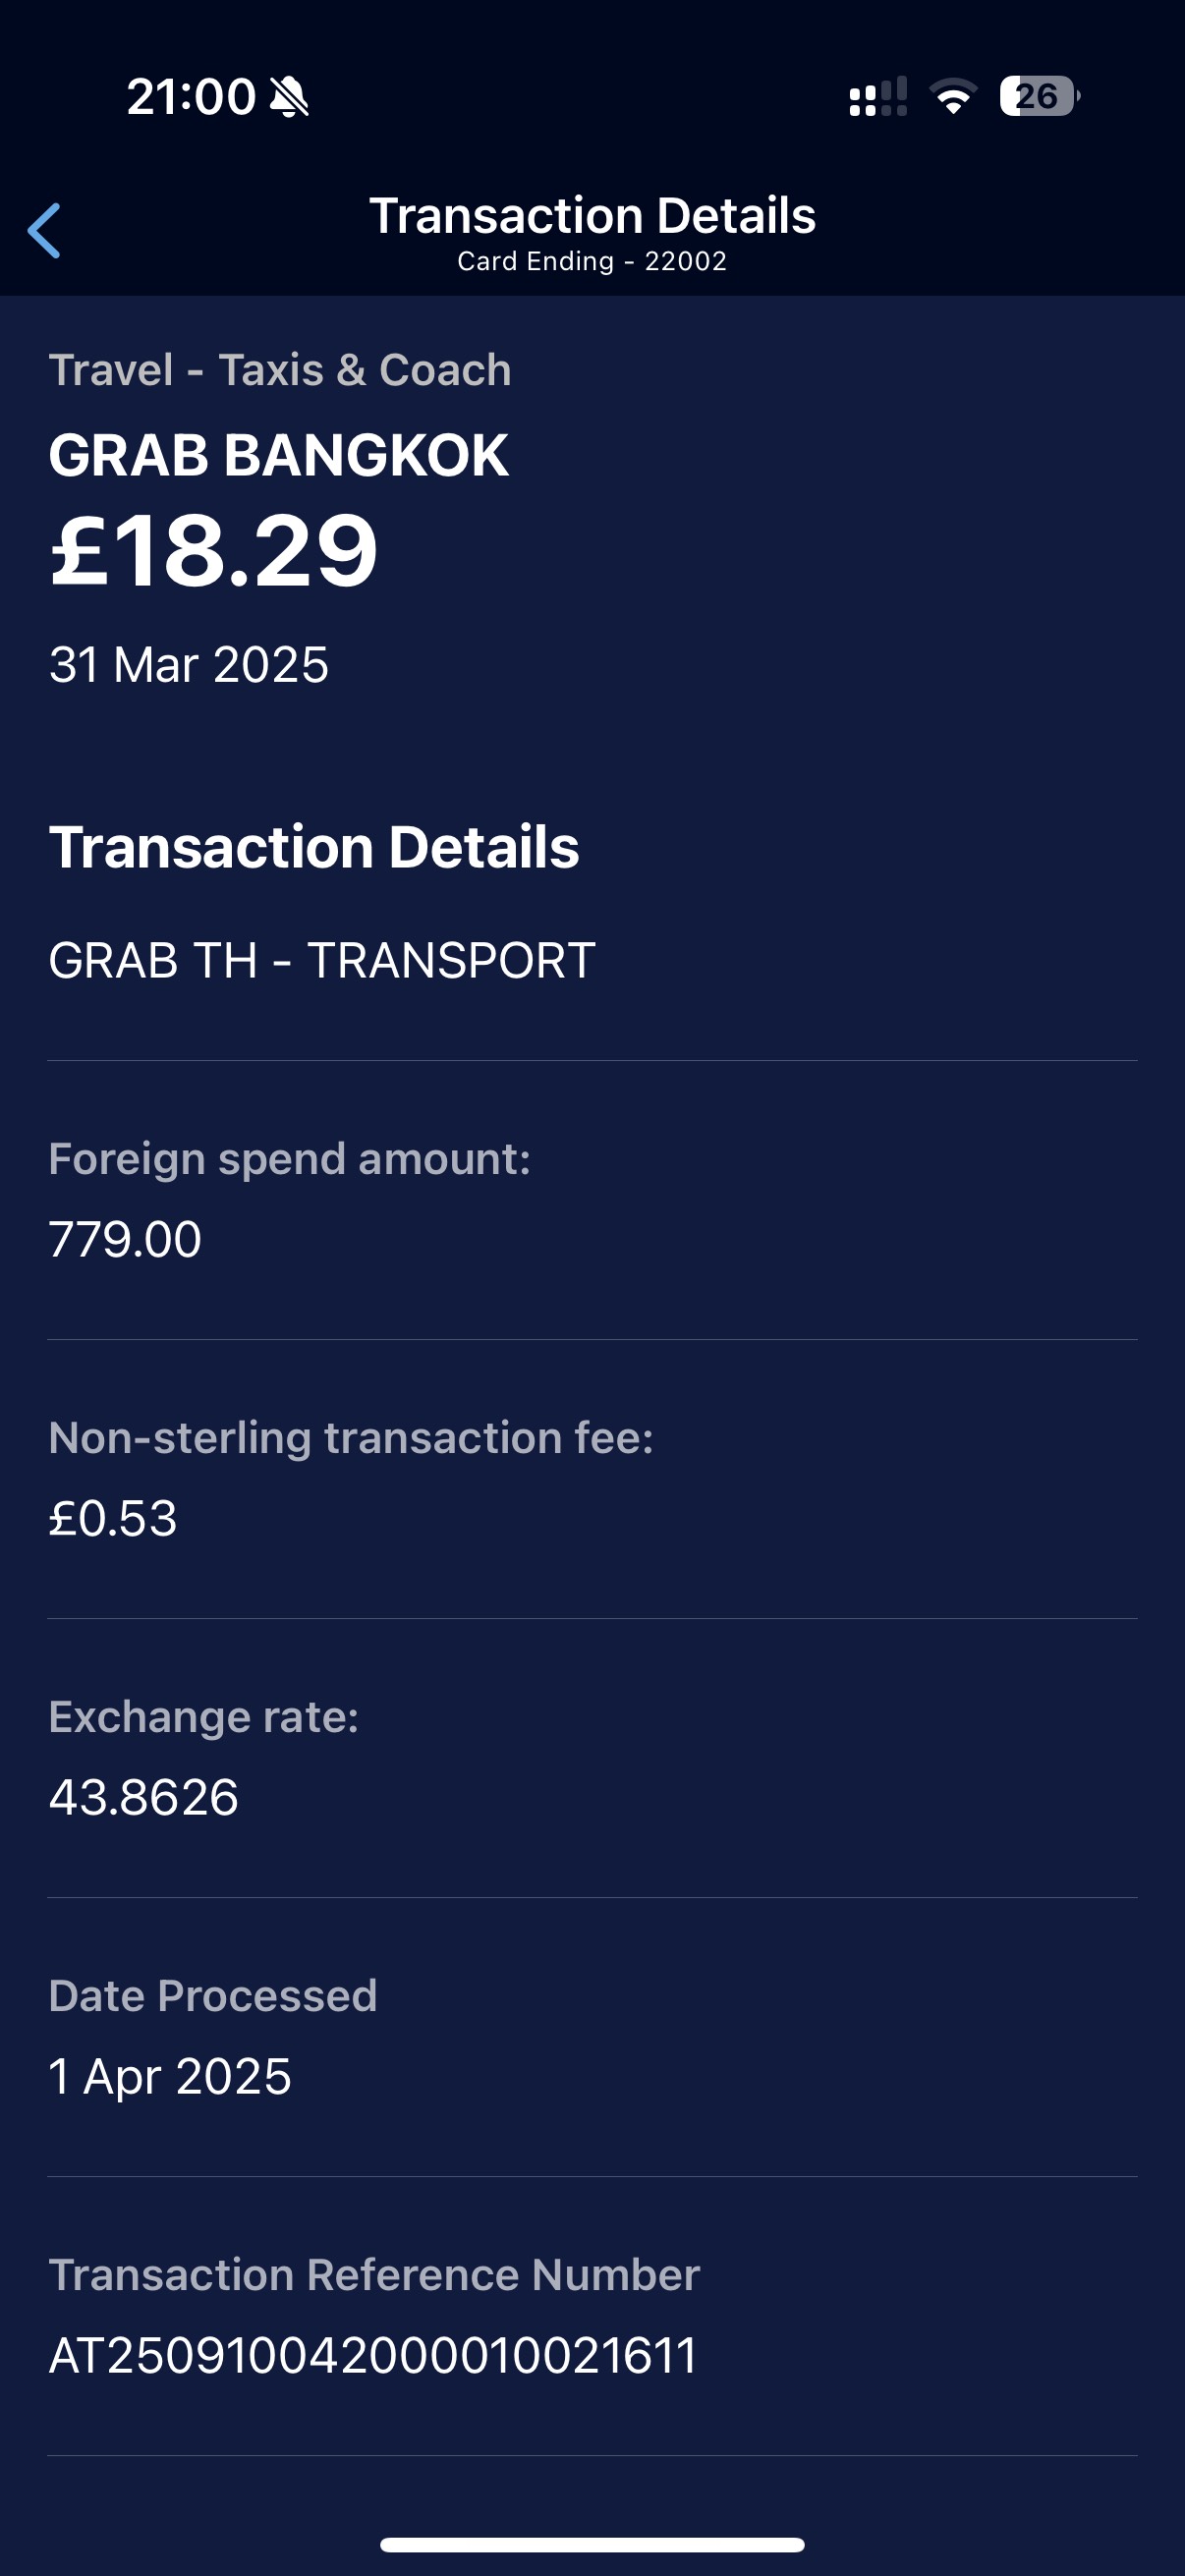 21:00
26
Transaction Details
Card Ending - 22002
Travel - Taxis & Coach
GRAB BANGKOK
£18.29
31 Mar 2025
Transaction Details
GRAB TH - TRANSPORT
Foreign spend amount:
779.00
Non-sterling transaction fee:
£0.53
Exchange rate:
43.8626
Date Processed
1 Apr 2025
Transaction Reference Number
AT250910042000010021611